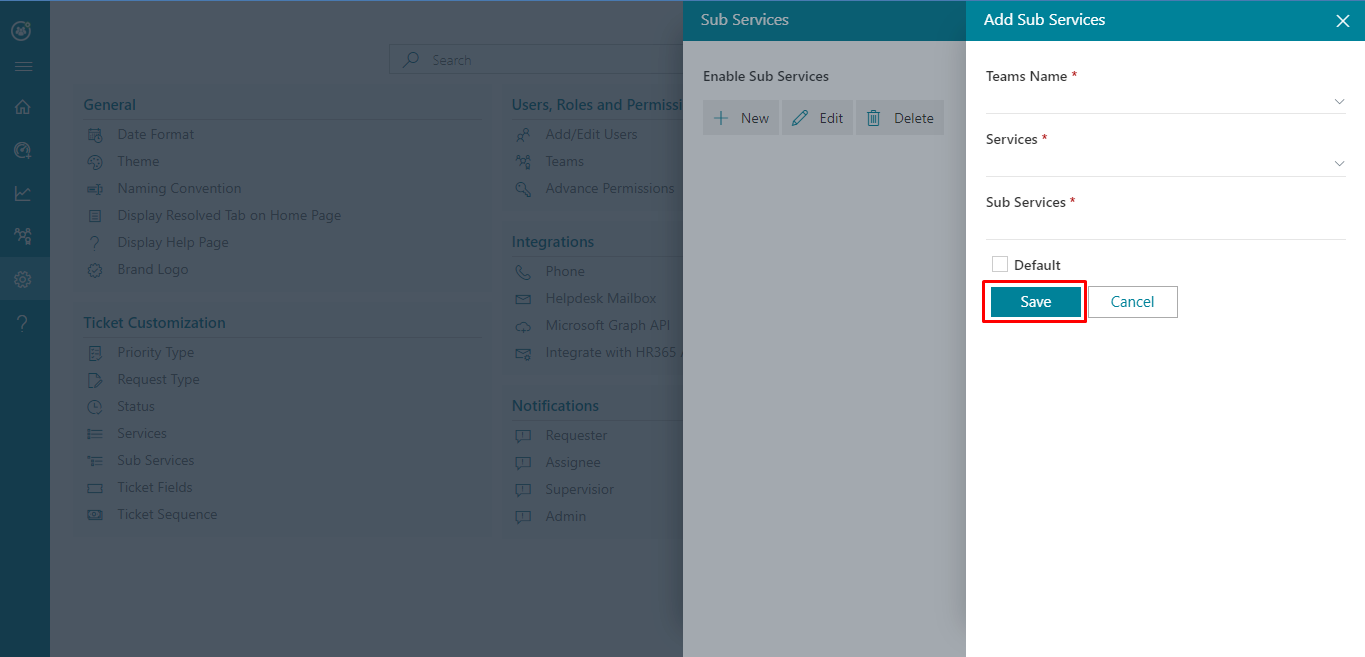 Search
General
Date Format
Theme
Naming Convention
Display Resolved Tab on Home Page
Display Help Page
Brand Logo
Ticket Customization
Priority Type
Request Type
Status
Services
Sub Services
Ticket Fields
Ticket Sequence
Users, Roles and Permissi
Add/Edit Users
Teams
Advance Permissions
Integrations
Phone
Helpdesk Mailbox
Microsoft Graph API
Integrate with HR365
Notifications
Requester
Assignee
Supervisior
Admin
Sub Services
Enable Sub Services
New Edit Delete
Add Sub Services
Teams Name *
Services *
Sub Services *
Default
Save Cancel